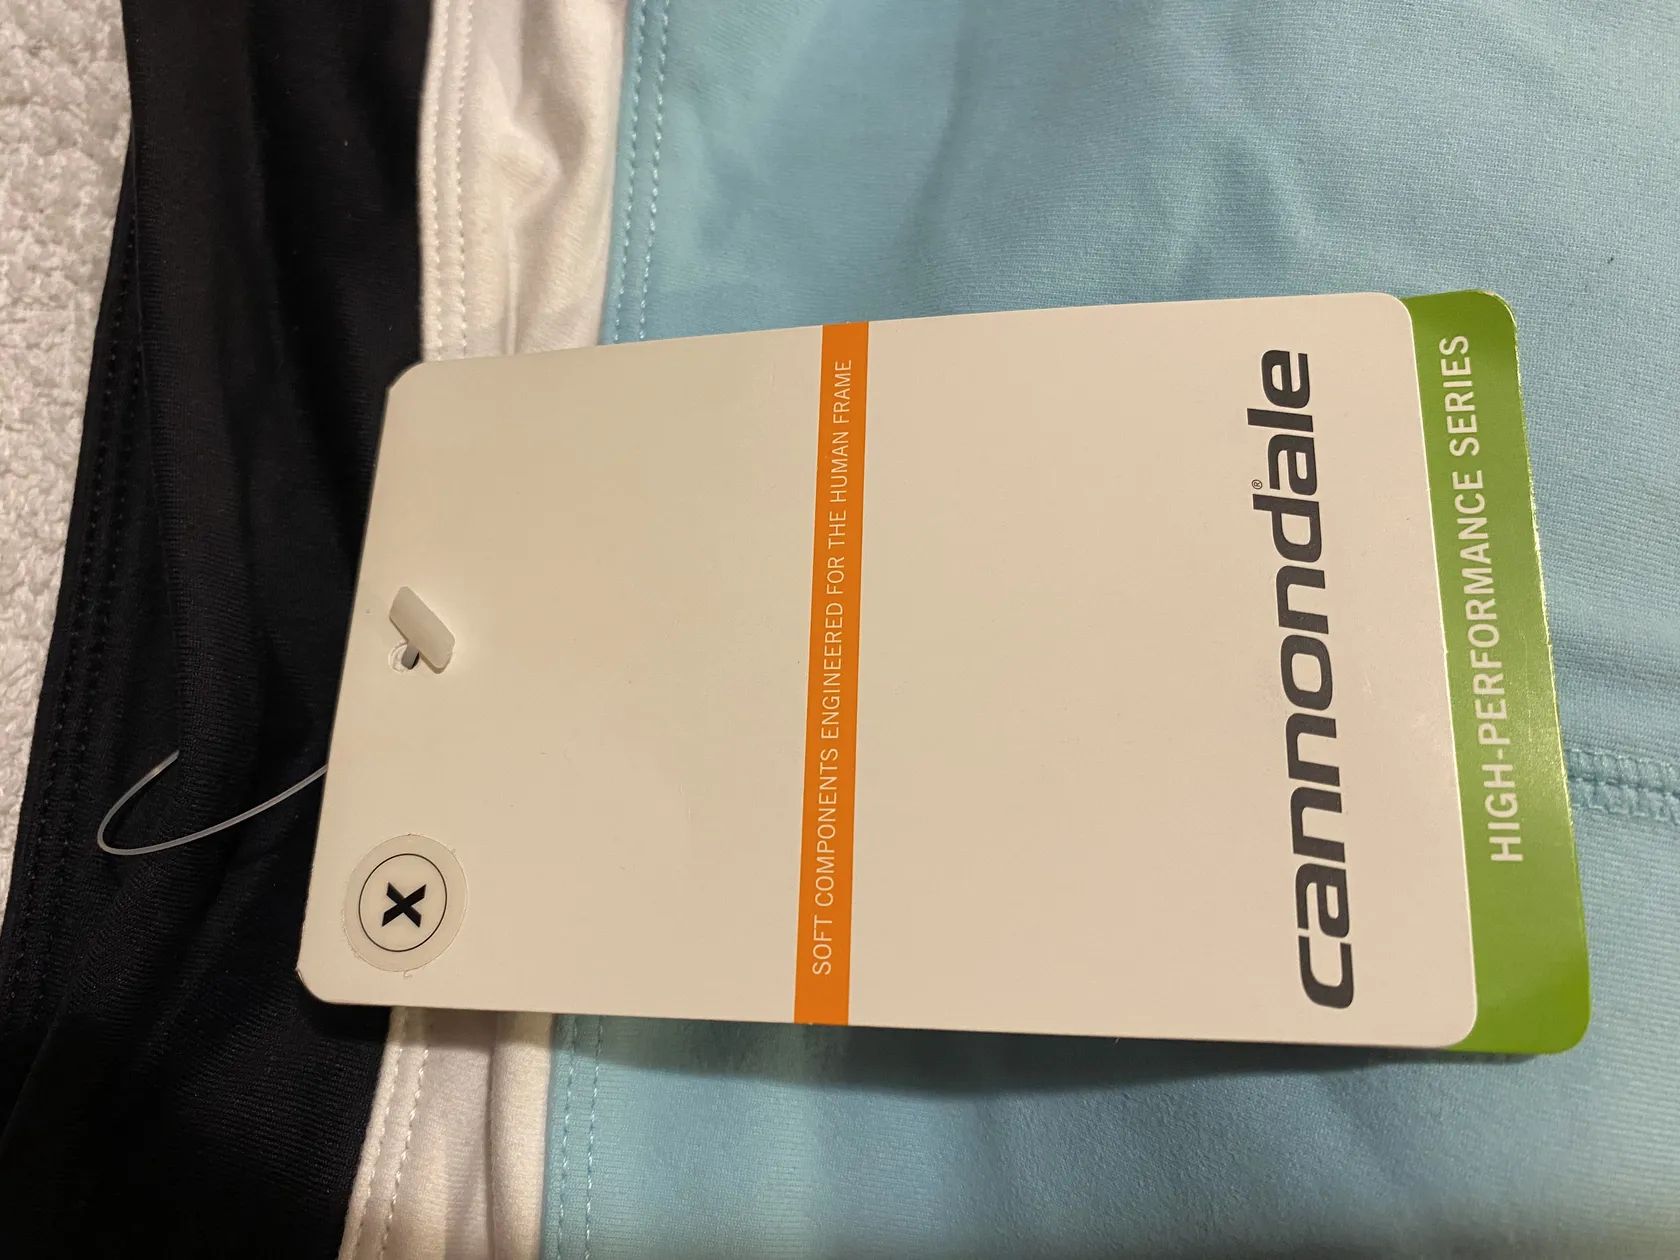 X
SOFT COMPONENTS ENGINEERED FOR THE HUMAN FRAME
cannondale®
HIGH-PERFORMANCE SERIES